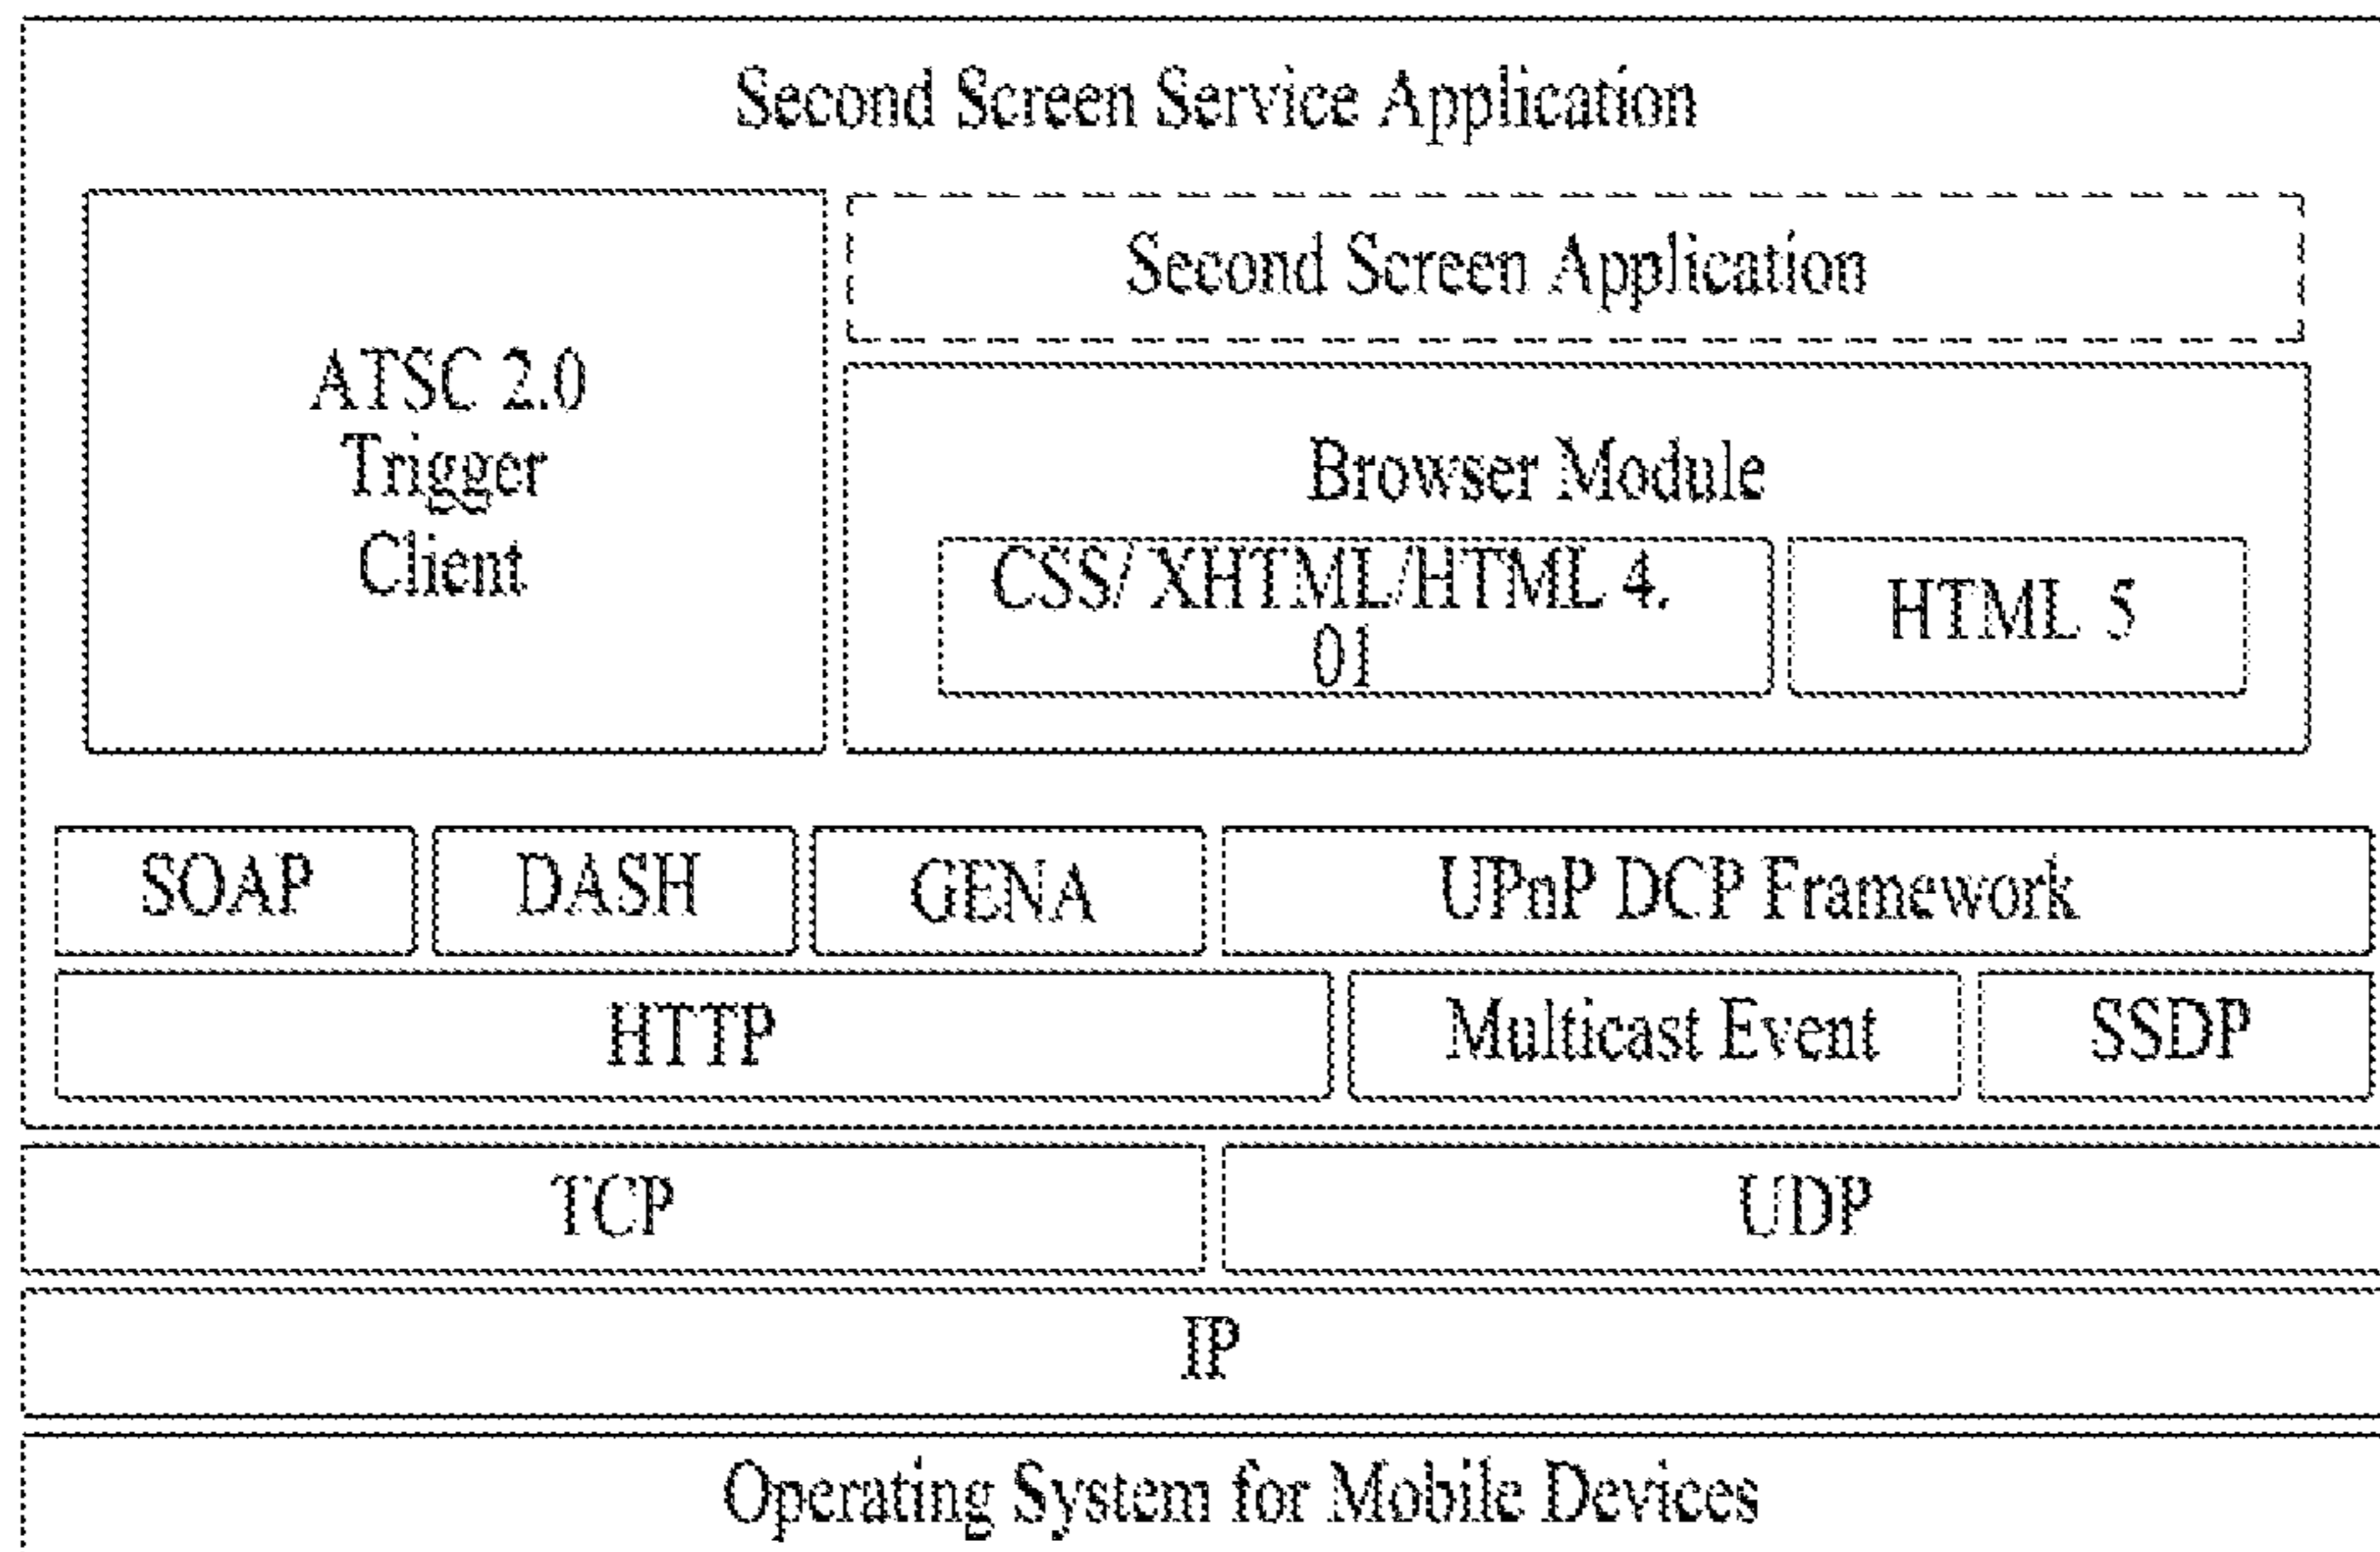 Second Screen Service Application
ATSC 2.0
Trigger
Client
Second Screen Application
Browser Module
CSS/ XHTML/HTML 4.
01
HTML 5
SOAP
DASH
GENA
UPnP DCP Framework
HTTP
Multicast Event
SSDP
TCP
UDP
IP
Operating System for Mobile Devices